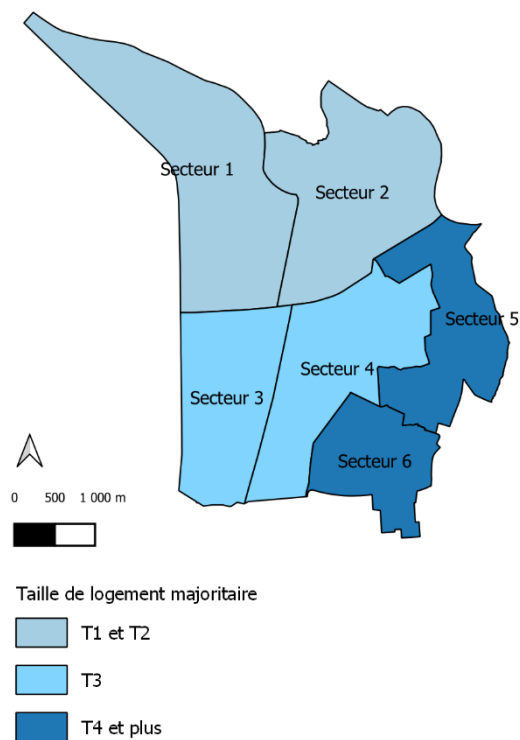 Secteur 1
Secteur 2
Secteur 5
Secteur 4
Secteur 3
Secteur 6
0 500 1 000 m
Taille de logement majoritaire
T1 et T2
T3
T4 et plus